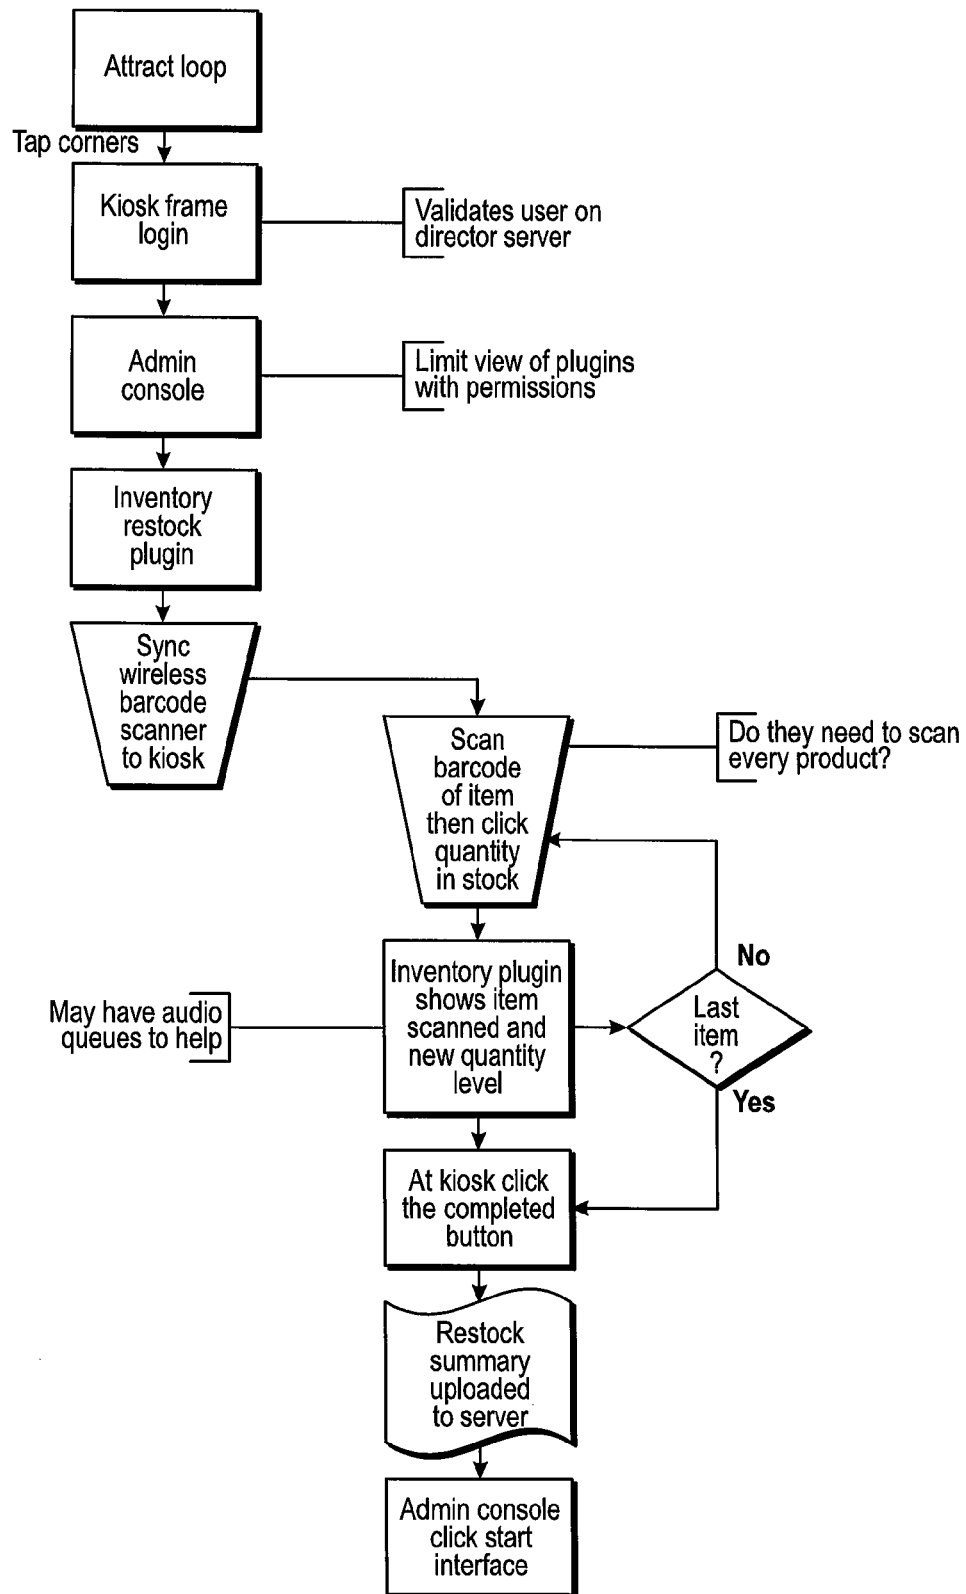 Attract loop
Tap corners
Kiosk frame
login
Validates user on
director server
Admin
console
Limit view of plugins
with permissions
Inventory
restock
plugin
Sync
wireless
barcode
scanner
to kiosk
Scan
barcode
of item
then click
quantity
in stock
Do they need to scan
every product?
No
Inventory plugin
shows item
scanned and
new quantity
level
May have audio
queues to help
Last
item
?
Yes
At kiosk click
the completed
button
Restock
summary
uploaded
to server
Admin console
click start
interface